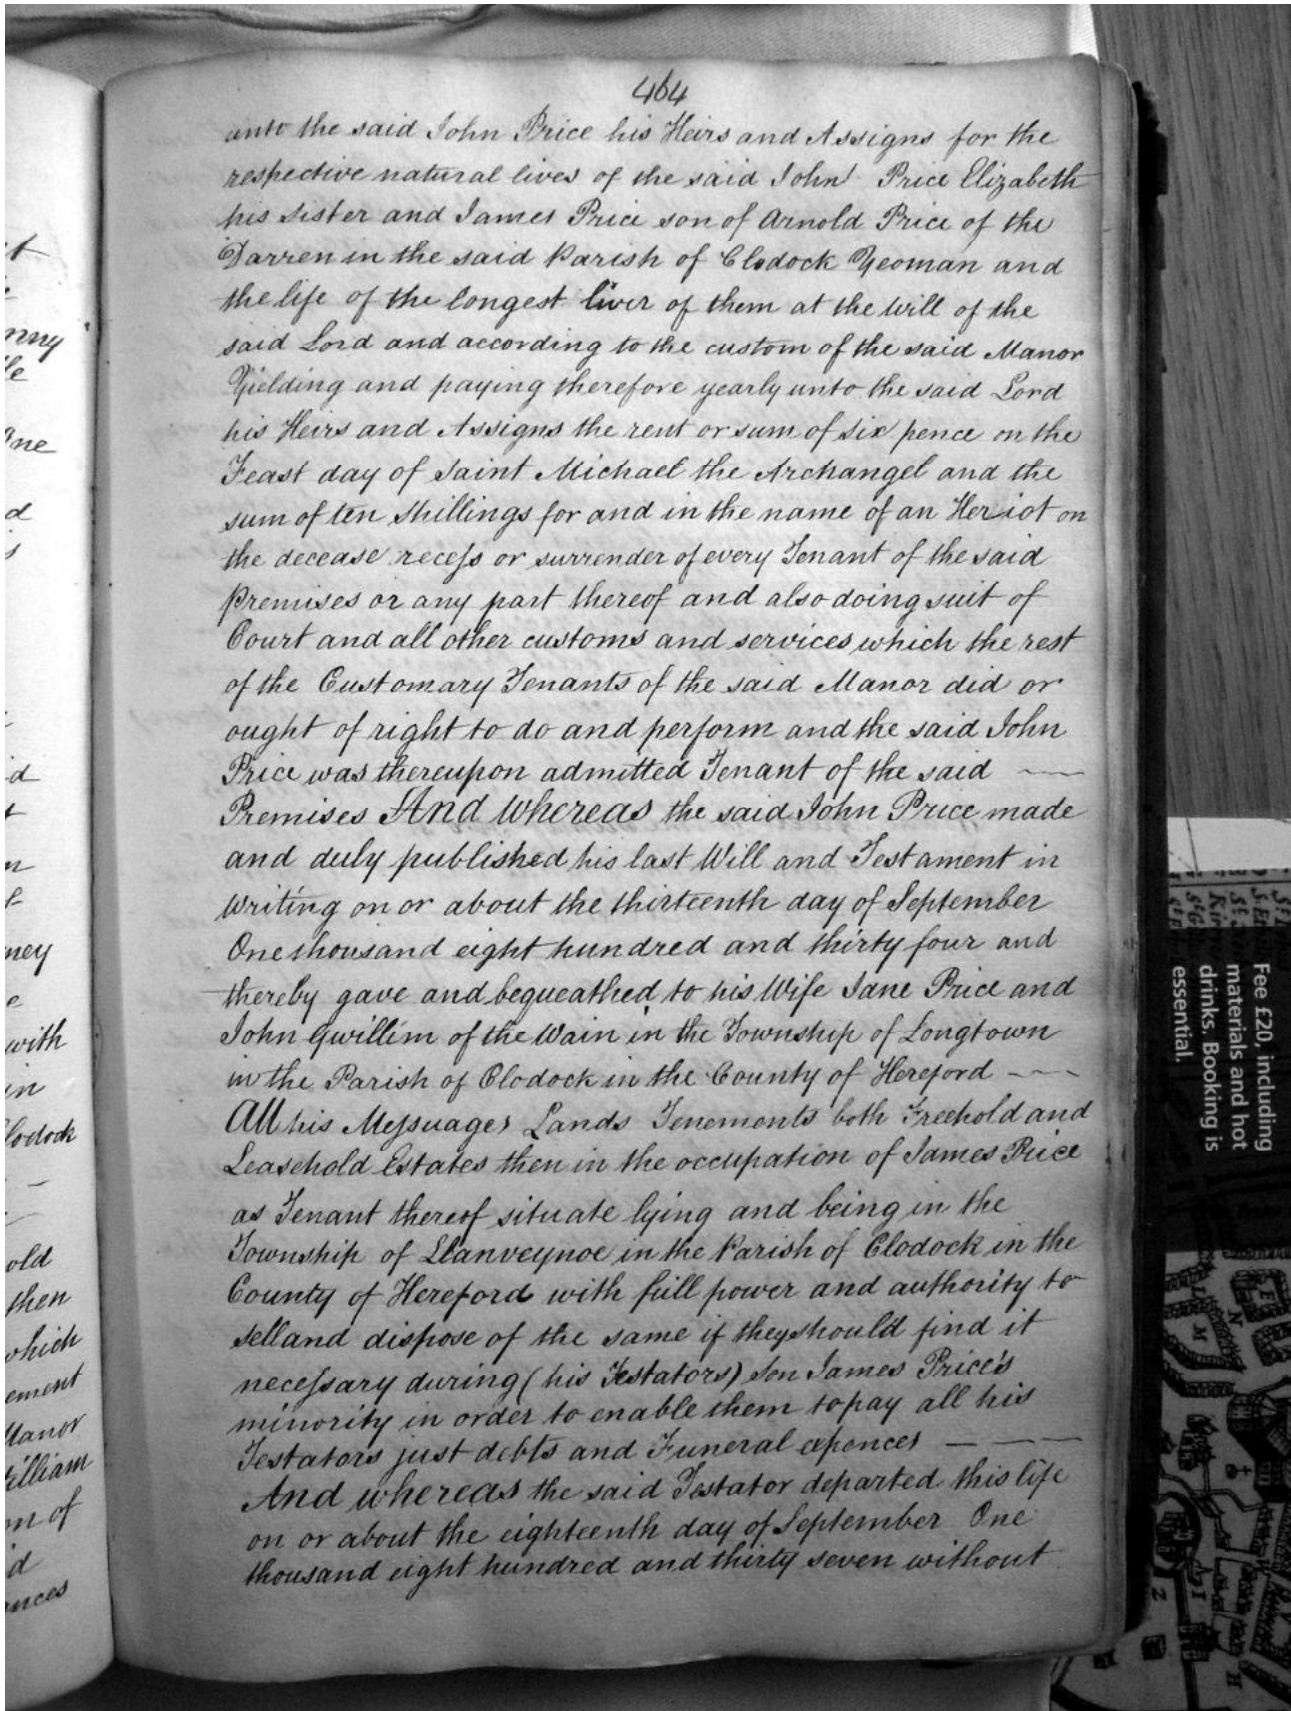 464
unto the said John Price his Heirs and Assigns for the
respective natural lives of the said John Price Elizabeth
his Sister and James Price son of Arnold Price of the
Darren in the said Parish of Clodock Yeoman and
the life of the longest liver of them at the will of the
said Lord and according to the custom of the said Manor
Yielding and paying therefore yearly unto the said Lord
his Heirs and Assigns the rent or sum of six pence on the
Feast day of Saint Michael the Archangel and the
sum of ten shillings for and in the name of an Heriot on
the decease recess or surrender of every Tenant of the said
Premises or any part thereof and also doing suit of
Court and all other customs and services which the rest
of the Customary Tenants of the said Manor did or
ought of right to do and perform and the said John
Price was thereupon admitted Tenant of the said —
Premises And whereas the said John Price made
and duly published his last Will and Testament in
writing on or about the thirteenth day of September
One thousand eight hundred and thirty four and
thereby gave and bequeathed to his Wife Jane Price and
John Gwillim of the Wain in the Township of Longtown
in the Parish of Clodock in the County of Hereford — —
All his Messuages Lands Tenements both Freehold and
Leasehold Estates then in the occupation of James Price
as Tenant thereof situate lying and being in the
Township of Llanveynoe in the Parish of Clodock in the
County of Hereford with full power and authority to
sell and dispose of the same if they should find it
necessary during (his Testators) son James Price's
minority in order to enable them to pay all his
Testators just debts and Funeral expences — — —
And whereas the said Testator departed this life
on or about the eighteenth day of September One
thousand eight hundred and thirty seven without
with
in
old
then
which
Fee £20, including
materials and hot
drinks. Booking is
essential.